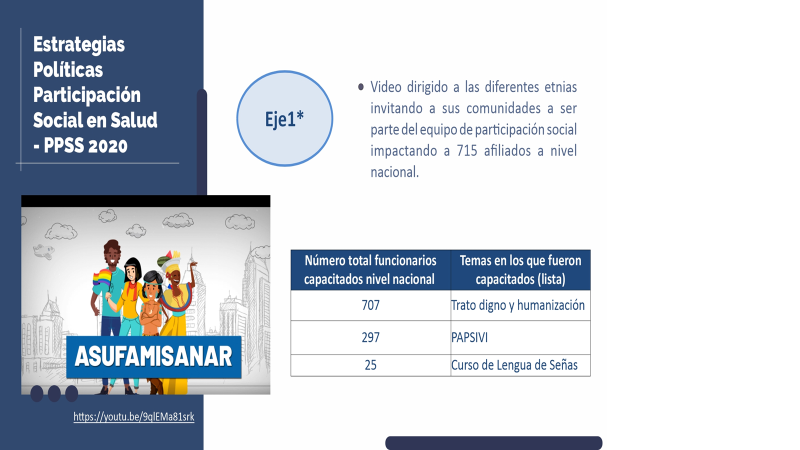 Estrategias
Políticas
Participación
Social en Salud
- PPSS 2020
Eje1*
• Video dirigido a las diferentes etnias
invitando a sus comunidades a ser
parte del equipo de participación social
impactando a 715 afiliados a nivel
nacional.
ASUFAMISANAR
https://youtu.be/9qlEMa81srk
Número total funcionarios capacitados nivel nacional | Temas en los que fueron capacitados (lista)
707 | Trato digno y humanización
297 | PAPSIVI
25 | Curso de Lengua de Señas